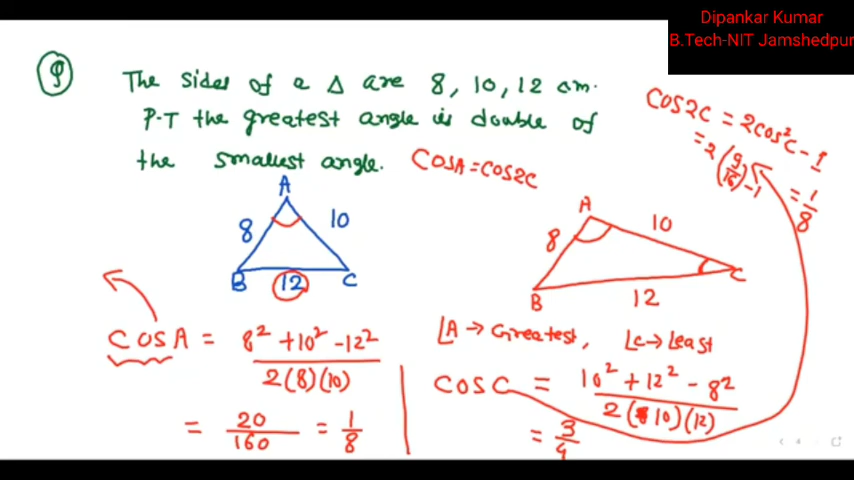 Dipankar Kumar
B.Tech-NIT Jamshedpur
The sides of a Δ are 8, 10, 12 cm.
P.T the greatest angle is double of
the smallest angle.
COSA = COS2C
COS2C = 2COS²C - 1
= 2(9/16) - 1
= 1/8
A
8
10
B
12
C
A
8
10
B
12
C
COSA = (8² + 10² - 12²) / (2(8)(10))
= 20/160 = 1/8
∠A → Greatest, ∠C → Least
COSC = (10² + 12² - 8²) / (2(10)(12))
= 3/4